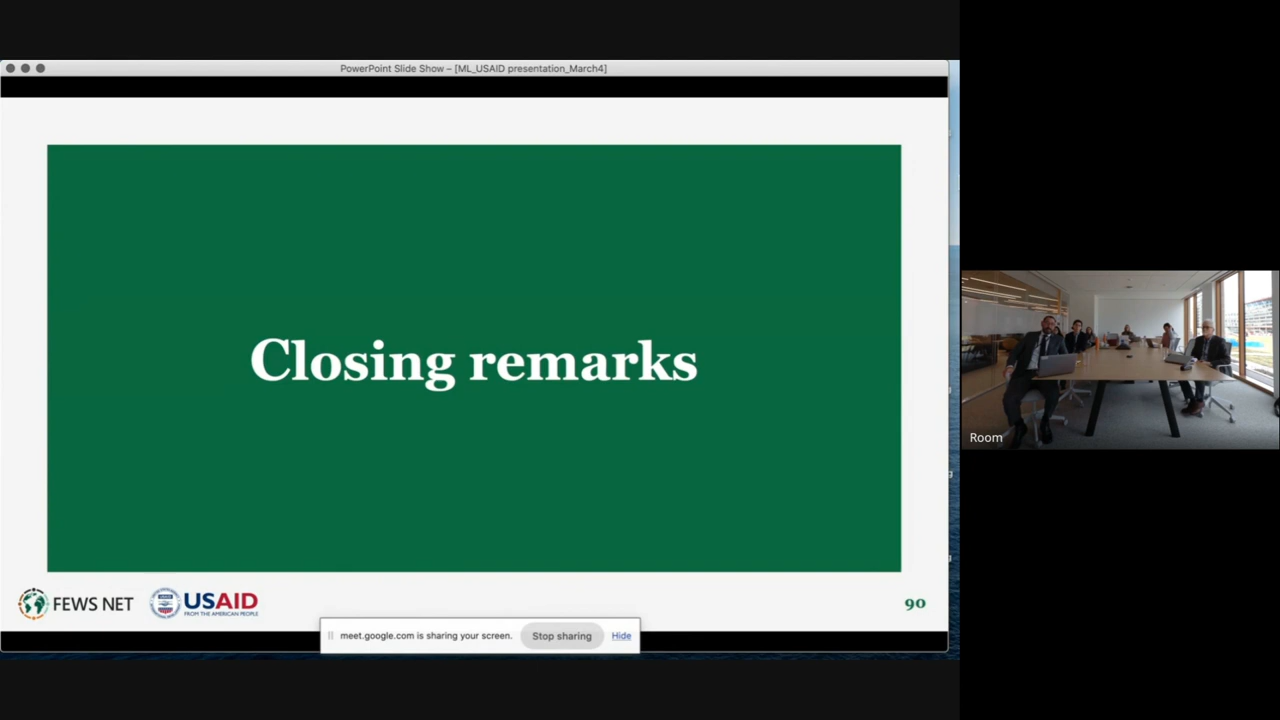 PowerPoint Slide Show – [ML_USAID presentation_March4]
Closing remarks
FEWS NET
USAID
FROM THE AMERICAN PEOPLE
90
meet.google.com is sharing your screen.
Stop sharing
Hide
Room